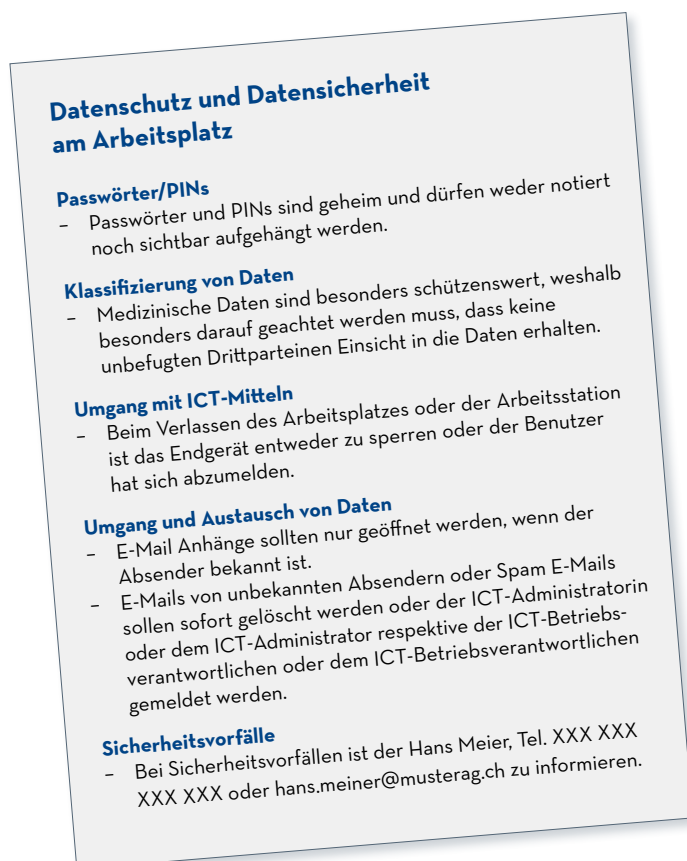 Datenschutz und Datensicherheit
am Arbeitsplatz
Passwörter/PINs
– Passwörter und PINs sind geheim und dürfen weder notiert
noch sichtbar aufgehängt werden.
Klassifizierung von Daten
– Medizinische Daten sind besonders schützenswert, weshalb
besonders darauf geachtet werden muss, dass keine
unbefugten Drittparteinen Einsicht in die Daten erhalten.
Umgang mit ICT-Mitteln
– Beim Verlassen des Arbeitsplatzes oder der Arbeitsstation
ist das Endgerät entweder zu sperren oder der Benutzer
hat sich abzumelden.
Umgang und Austausch von Daten
– E-Mail Anhänge sollten nur geöffnet werden, wenn der
Absender bekannt ist.
– E-Mails von unbekannten Absendern oder Spam E-Mails
sollen sofort gelöscht werden oder der ICT-Administratorin
oder dem ICT-Administrator respektive der ICT-Betriebs-
verantwortlichen oder dem ICT-Betriebsverantwortlichen
gemeldet werden.
Sicherheitsvorfälle
– Bei Sicherheitsvorfällen ist der Hans Meier, Tel. XXX XXX
XXX XXX oder hans.meiner@musterag.ch zu informieren.